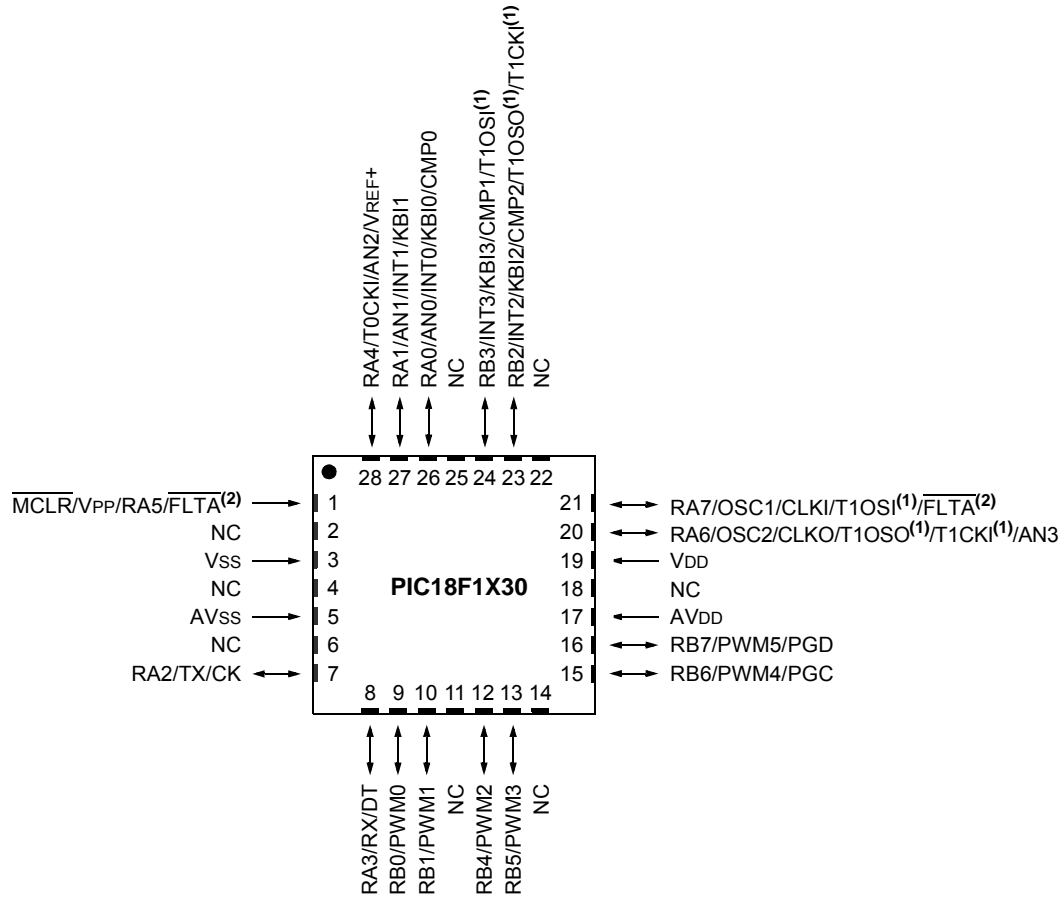 RA4/T0CKI/AN2/VREF+
RA1/AN1/INT1/KBI1
RA0/AN0/INT0/KBI0/CMP0
NC
RB3/INT3/KBI3/CMP1/T1OSI(1)
RB2/INT2/KBI2/CMP2/T1OSO(1)/T1CKI(1)
NC
28 27 26 25 24 23 22
MCLR/VPP/RA5/FLTA(2) 1
NC 2
VSS 3
NC 4
AVSS 5
NC 6
RA2/TX/CK 7
PIC18F1X30
21 RA7/OSC1/CLKI/T1OSI(1)/FLTA(2)
20 RA6/OSC2/CLKO/T1OSO(1)/T1CKI(1)/AN3
19 VDD
18 NC
17 AVDD
16 RB7/PWM5/PGD
15 RB6/PWM4/PGC
8 9 10 11 12 13 14
RA3/RX/DT
RB0/PWM0
RB1/PWM1
NC
RB4/PWM2
RB5/PWM3
NC